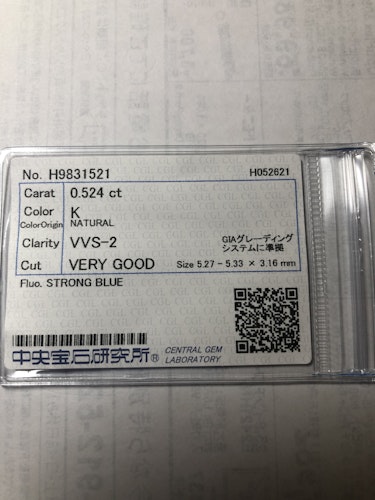 No. H9831521 H052621
Carat 0.524 ct
Color K
ColorOrigin NATURAL
Clarity VVS-2 GIAグレーディング
システムに準拠
Cut VERY GOOD Size 5.27 - 5.33 × 3.16 mm
Fluo. STRONG BLUE
中央宝石研究所® CENTRAL GEM
LABORATORY